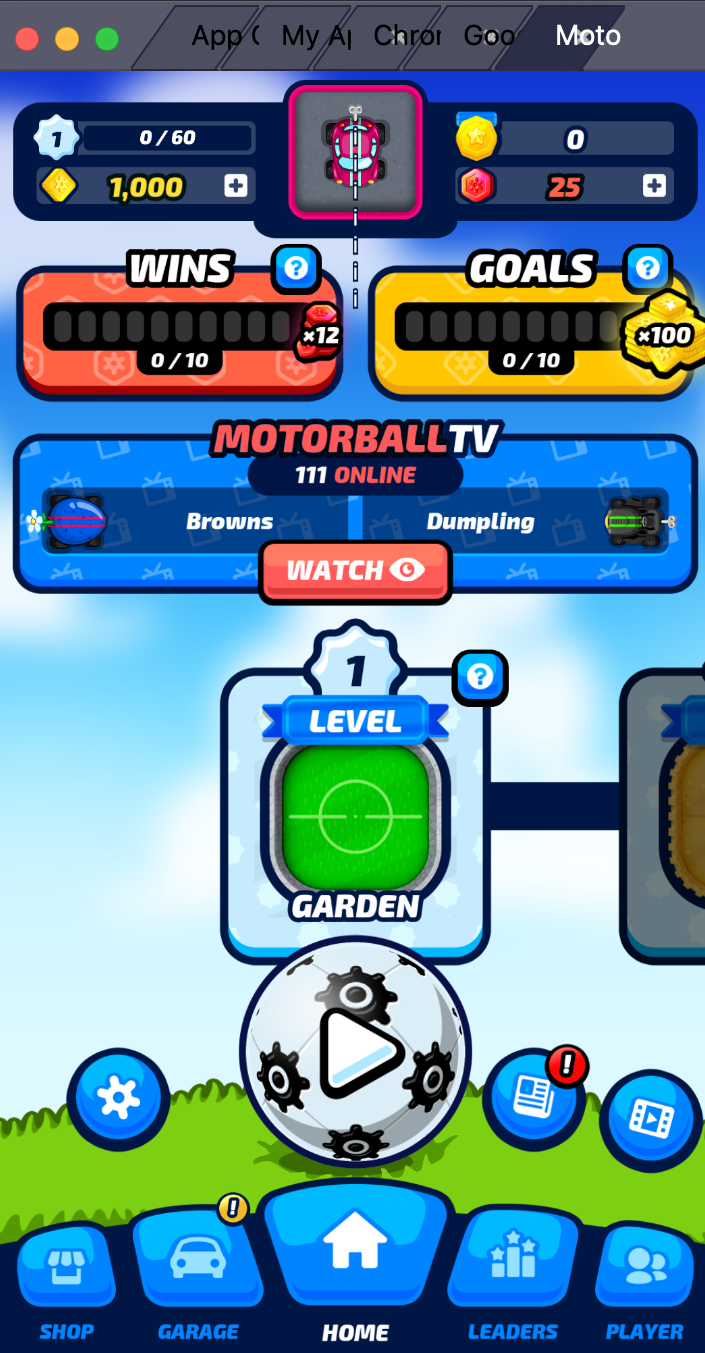 App My Ap Chror Goo Moto
1 0 / 60 0
1,000 25
WINS GOALS
×12 ×100
0 / 10 0 / 10
MOTORBALLTV
111 ONLINE
Browns Dumpling
WATCH
1
LEVEL
GARDEN
SHOP GARAGE HOME LEADERS PLAYER